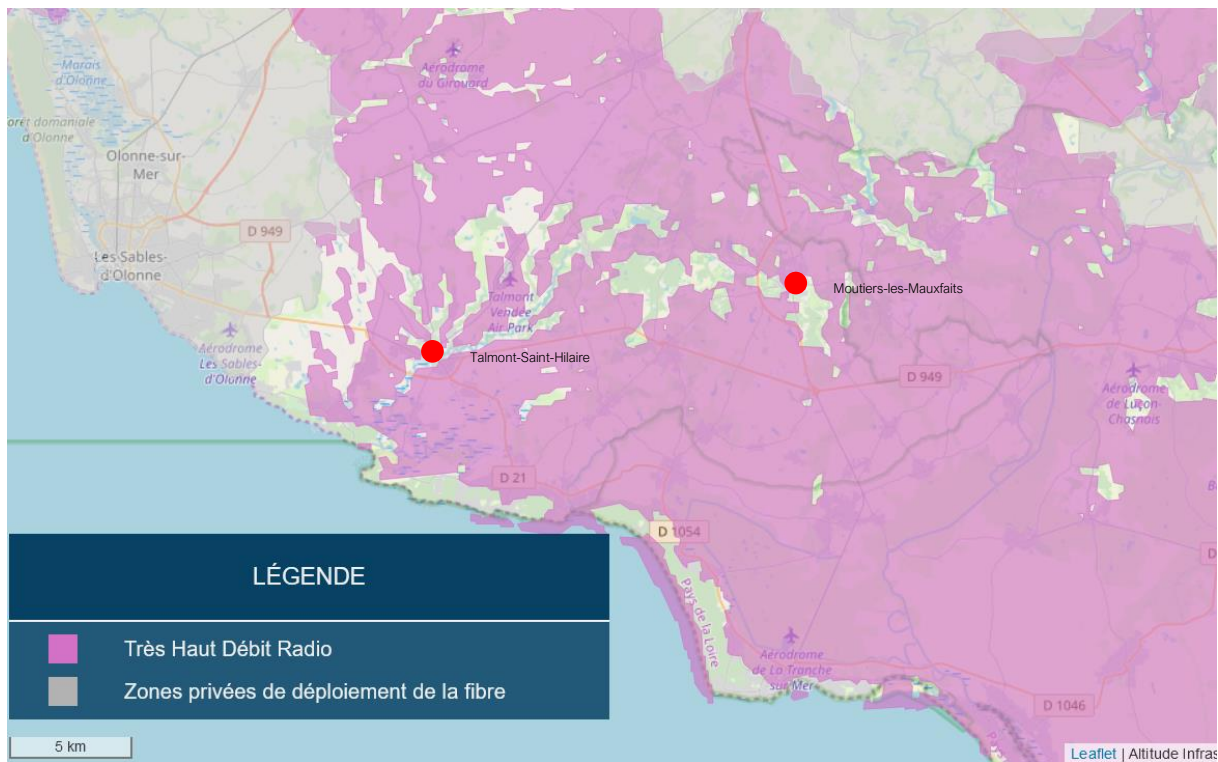 Marais
d'Olonne
Aérodrome
du Girouard
d'Olonne
Olonne-sur-
Mer
D 949
Les Sables-
d'Olonne
Talmont
Vendée
Air Park
Moutiers-les-Mauxfaits
Aérodrome
Les Sables-
d'Olonne
Talmont-Saint-Hilaire
D 949
Aérodrome
de Luçon-
Chasnais
D 21
D 1054
LÉGENDE
Pays de la Loire
Très Haut Débit Radio
Aérodrome
de La Tranche
sur Mer
Zones privées de déploiement de la fibre
D 1046
5 km
Leaflet | Altitude Infras